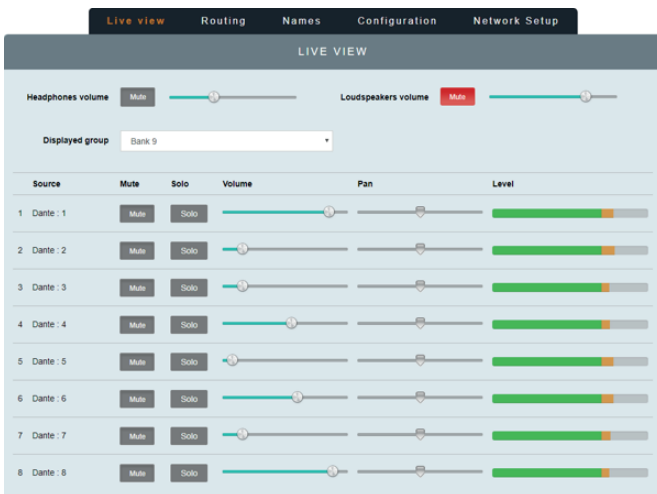 Live view Routing Names Configuration Network Setup
LIVE VIEW
Headphones volume Mute Loudspeakers volume Mute
Displayed group Bank 9
Source Mute Solo Volume Pan Level
1 Dante : 1 Mute Solo
2 Dante : 2 Mute Solo
3 Dante : 3 Mute Solo
4 Dante : 4 Mute Solo
5 Dante : 5 Mute Solo
6 Dante : 6 Mute Solo
7 Dante : 7 Mute Solo
8 Dante : 8 Mute Solo